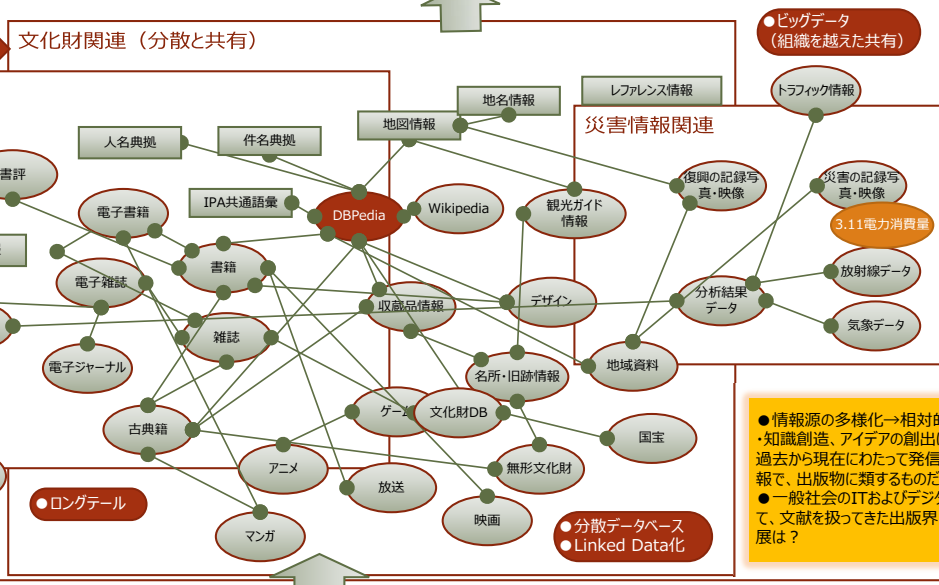 ●ビッグデータ
（組織を越えた共有）
文化財関連（分散と共有）
トラフィック情報
レファレンス情報
地名情報
地図情報
災害情報関連
人名典拠
件名典拠
書評
復興の記録写
真・映像
災害の記録写
真・映像
IPA共通語彙
DBPedia
Wikipedia
観光ガイド
情報
電子書籍
3.11電力消費量
書籍
電子雑誌
放射線データ
分析結果
データ
収蔵品情報
デザイン
気象データ
雑誌
電子ジャーナル
地域資料
名所・旧跡情報
ゲーム
文化財DB
古典籍
国宝
●情報源の多様化→相対的
・知識創造、アイデアの創出に
過去から現在にわたって発信
報で、出版物に類するものだ
●一般社会のITおよびデジタ
て、文献を扱ってきた出版界
展は？
アニメ
無形文化財
放送
●ロングテール
映画
マンガ
●分散データベース
●Linked Data化